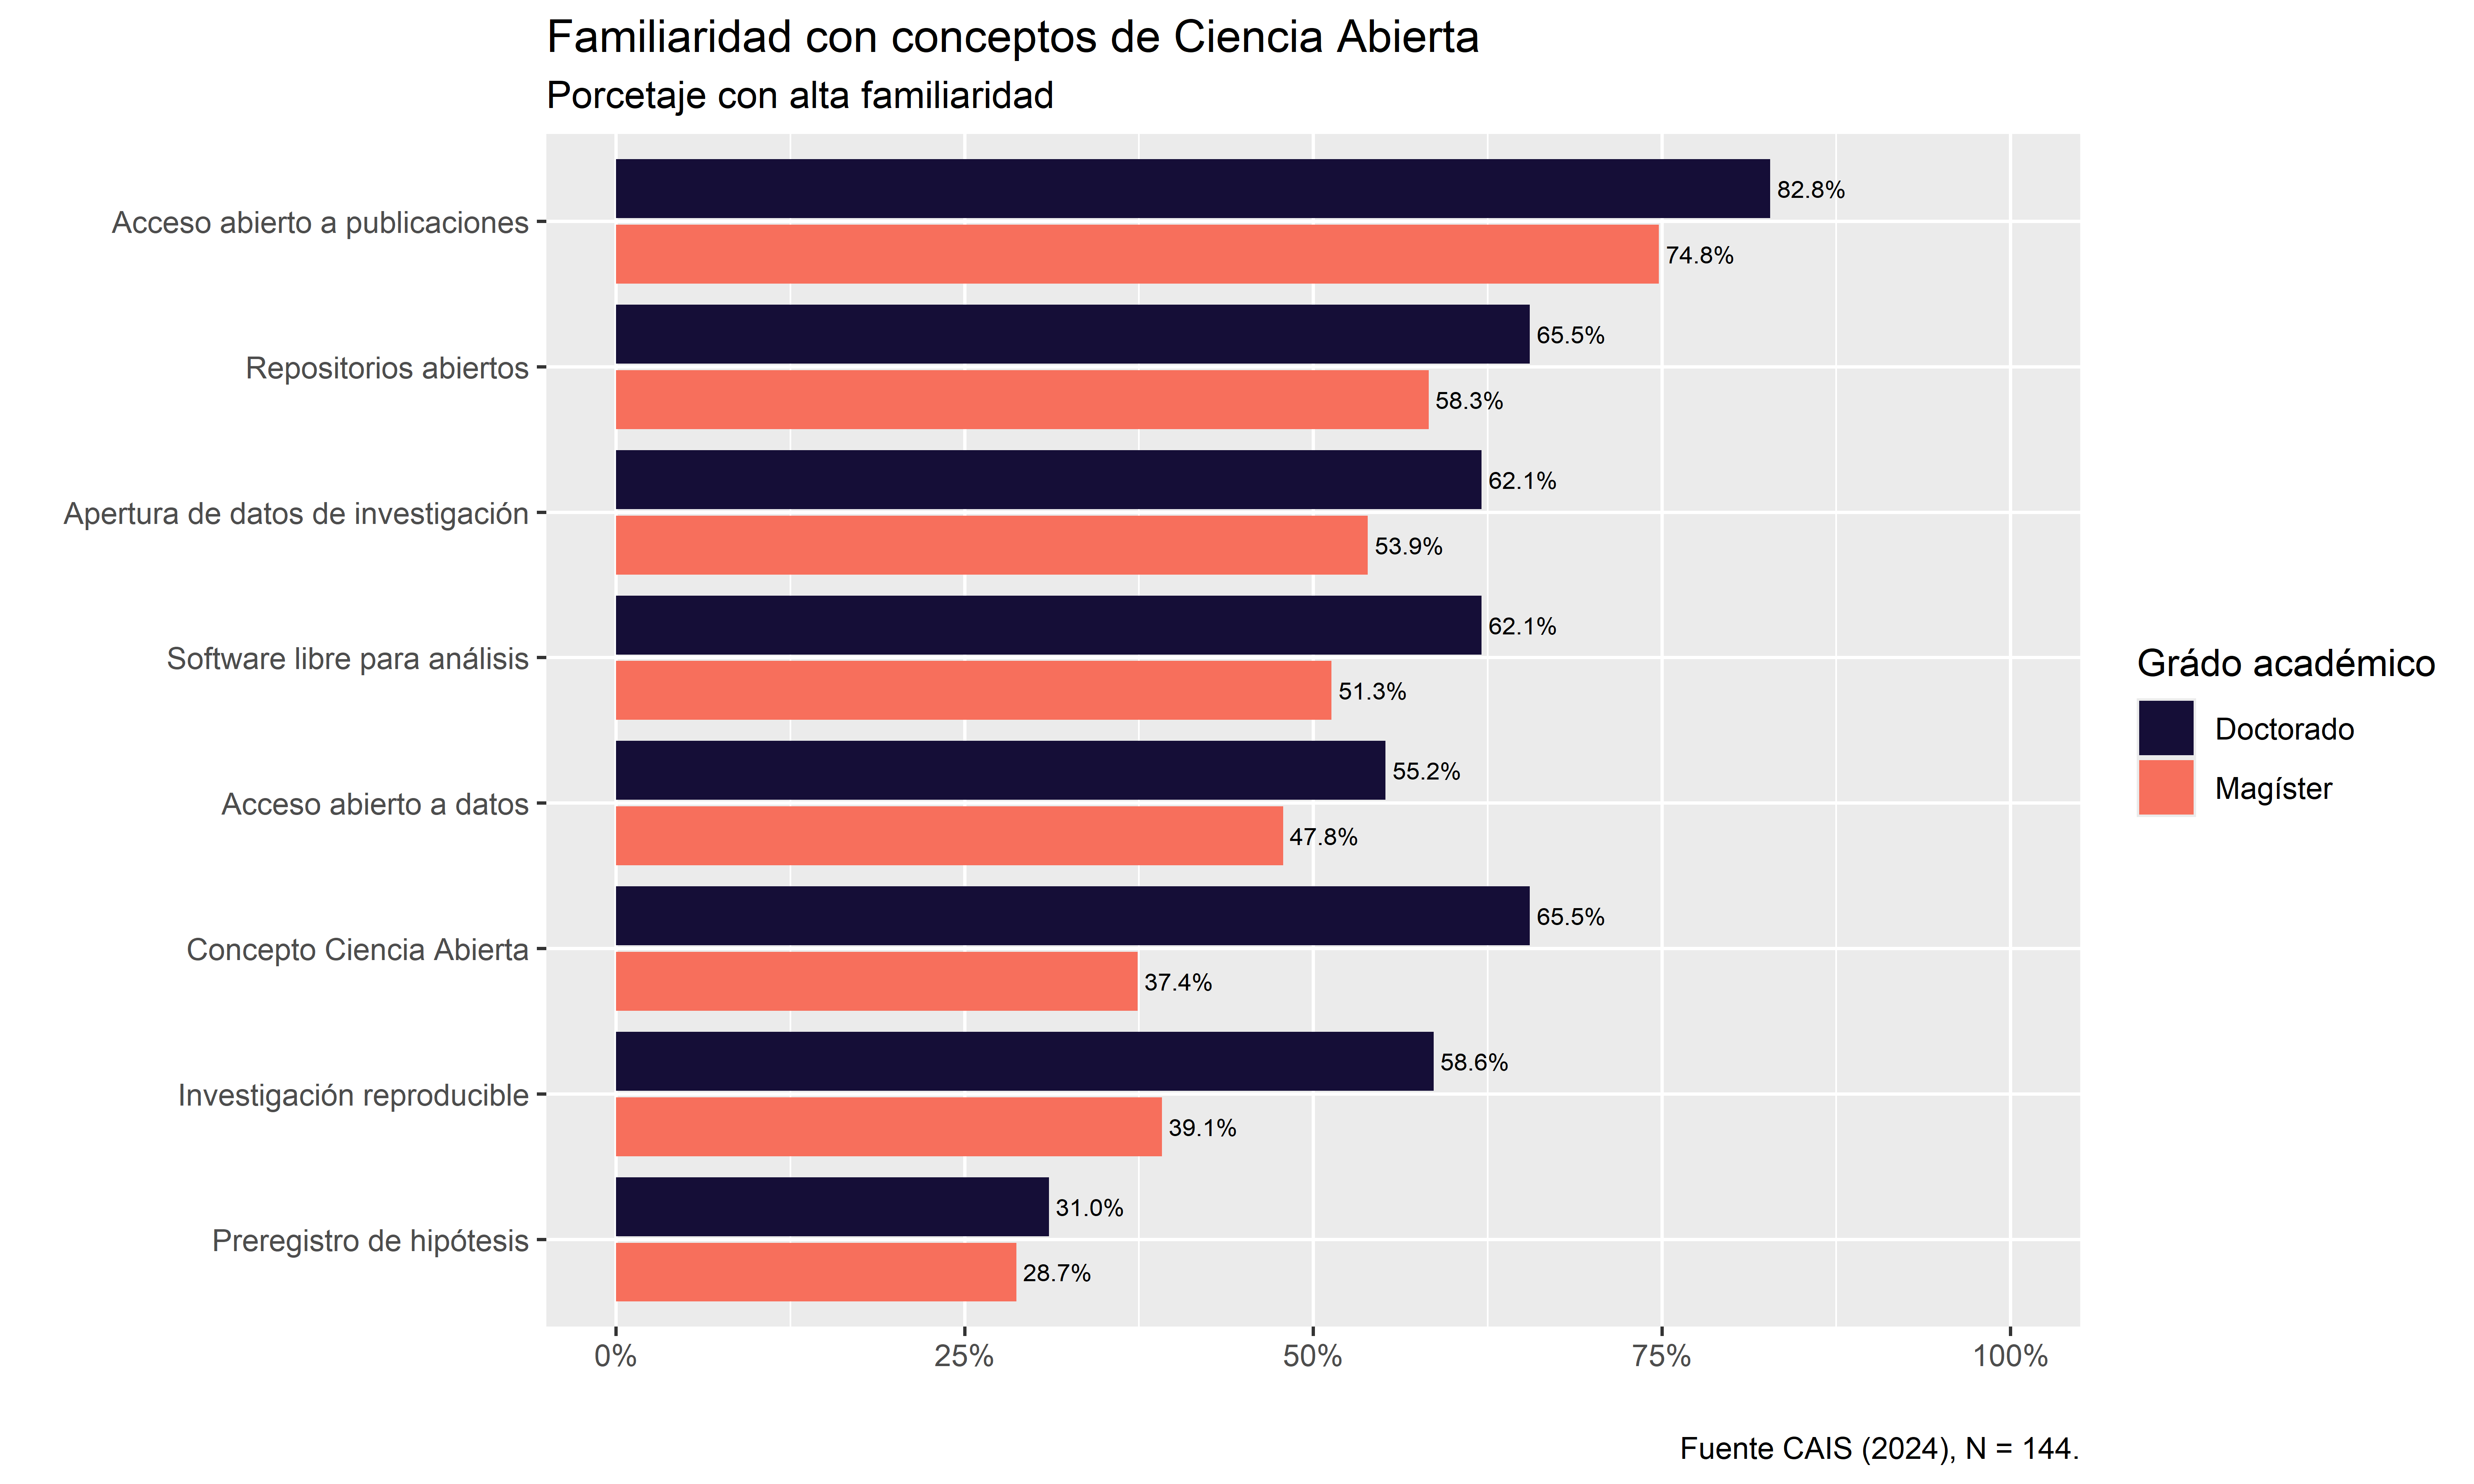 Familiaridad con conceptos de Ciencia Abierta
Porcetaje con alta familiaridad
Acceso abierto a publicaciones
82.8%
74.8%
Repositorios abiertos
65.5%
58.3%
Apertura de datos de investigación
62.1%
53.9%
Software libre para análisis
62.1%
51.3%
Acceso abierto a datos
55.2%
47.8%
Concepto Ciencia Abierta
65.5%
37.4%
Investigación reproducible
58.6%
39.1%
Preregistro de hipótesis
31.0%
28.7%
0% 25% 50% 75% 100%
Grádo académico
Doctorado
Magíster
Fuente CAIS (2024), N = 144.